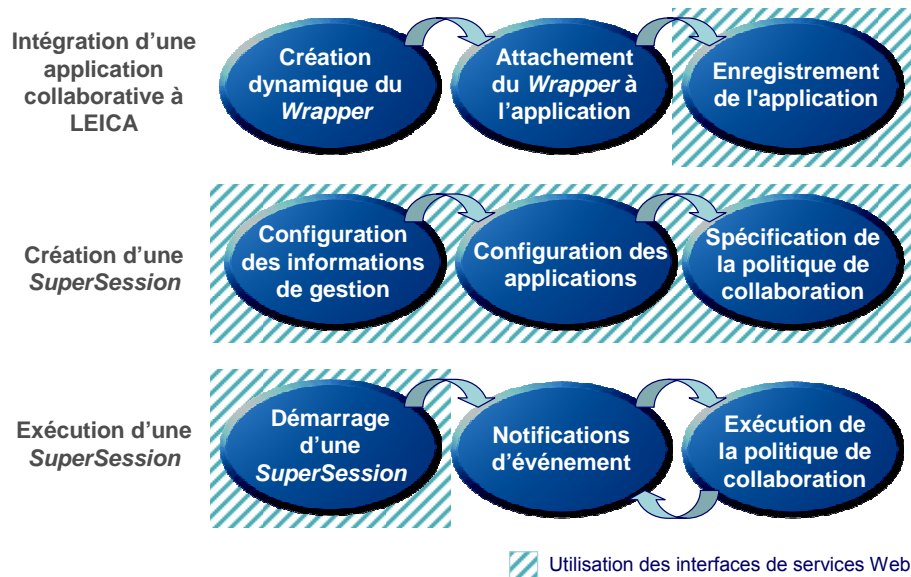 Intégration d'une
application
collaborative à
LEICA
Création
dynamique du
Wrapper
Attachement
du Wrapper à
l'application
Enregistrement
de l'application
Création d'une
SuperSession
Configuration
des informations
de gestion
Configuration des
applications
Spécification de
la politique de
collaboration
Exécution d'une
SuperSession
Démarrage
d'une
SuperSession
Notifications
d'événement
Exécution de
la politique de
collaboration
Utilisation des interfaces de services Web